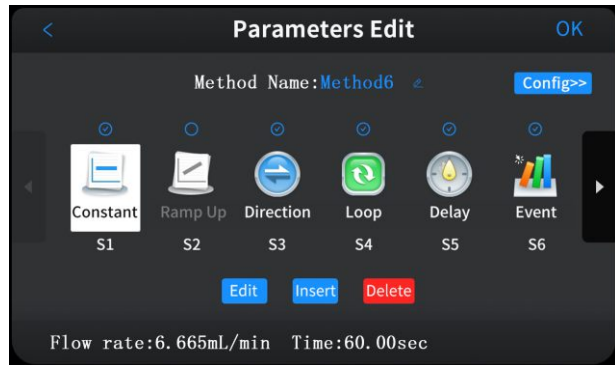 < Parameters Edit OK
Method Name:Method6 Config>>
Constant Ramp Up Direction Loop Delay Event
S1 S2 S3 S4 S5 S6
Edit Insert Delete
Flow rate:6.665mL/min Time:60.00sec